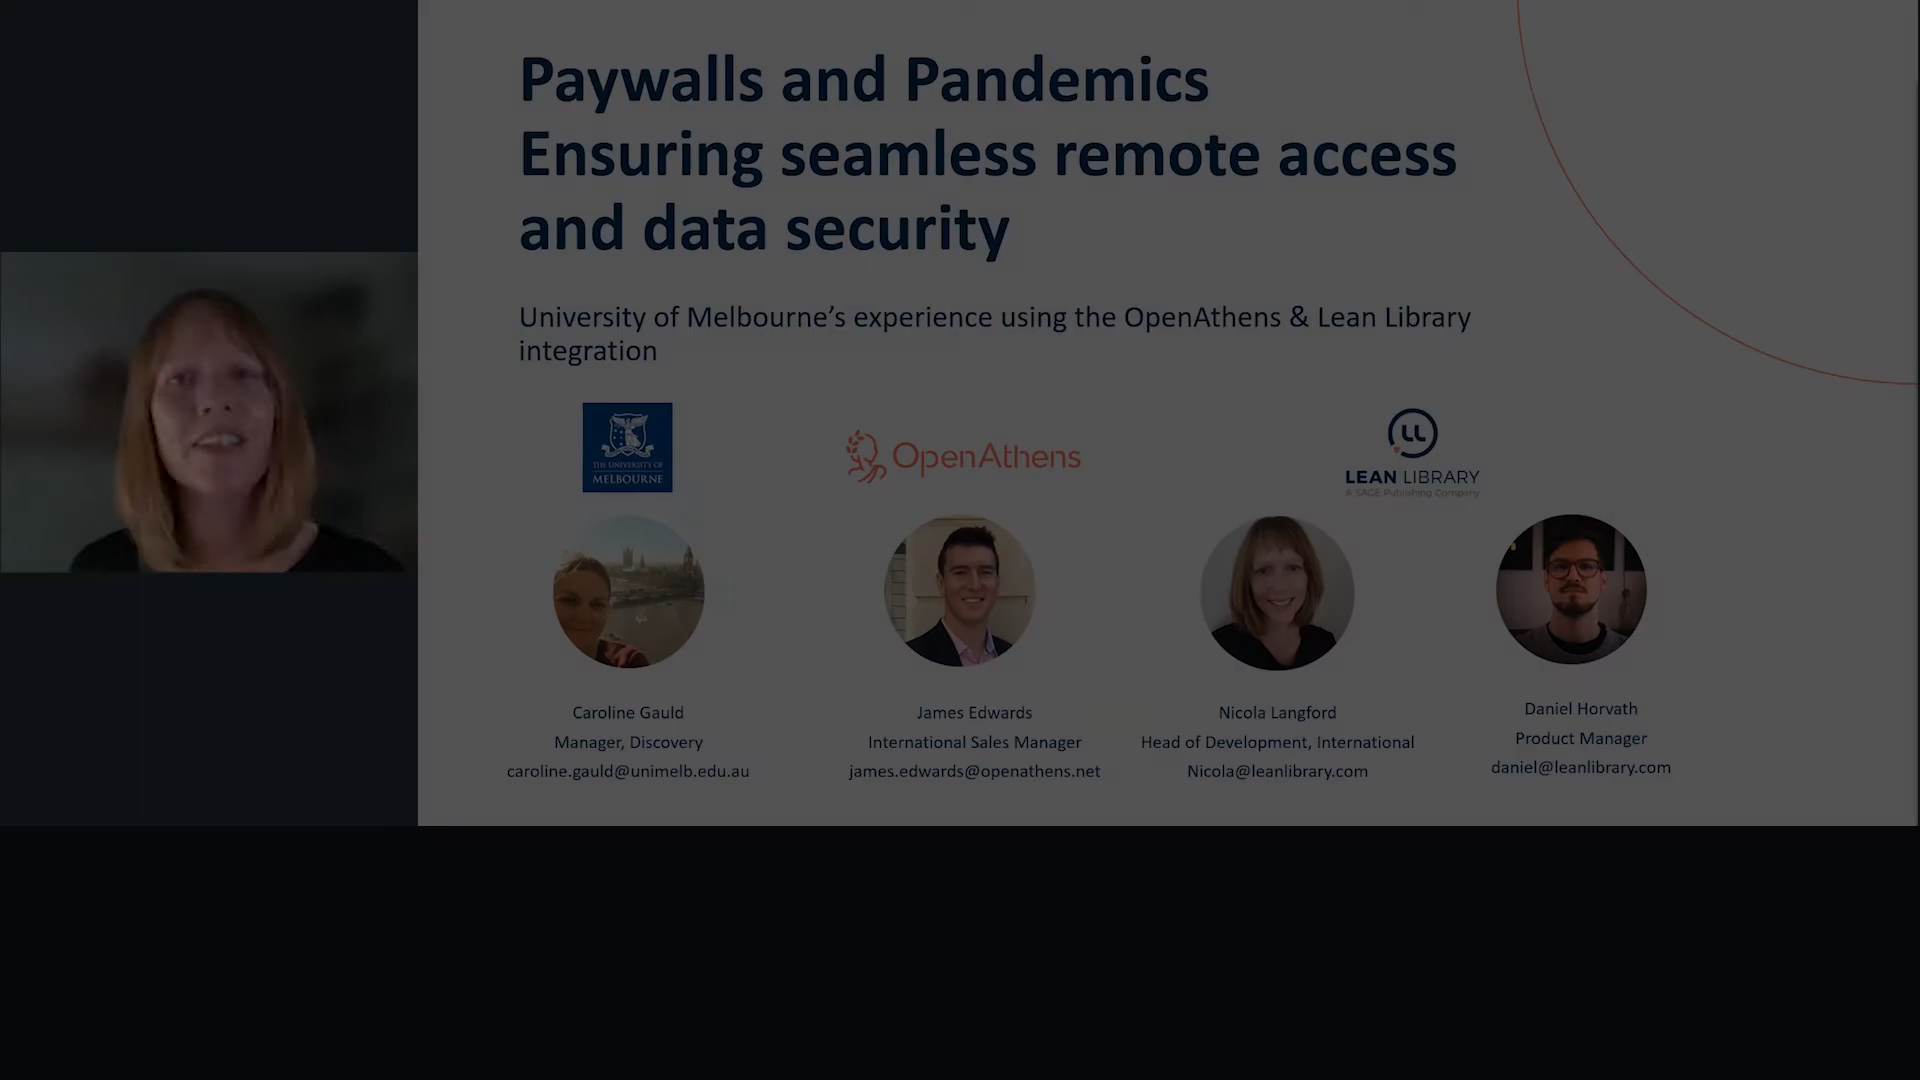 Paywalls and Pandemics
Ensuring seamless remote access
and data security
University of Melbourne’s experience using the OpenAthens & Lean Library
integration
THE UNIVERSITY OF
MELBOURNE
OpenAthens
LL
LEAN LIBRARY
A SAGE Publishing Company
Caroline Gauld
Manager, Discovery
caroline.gauld@unimelb.edu.au
James Edwards
International Sales Manager
james.edwards@openathens.net
Nicola Langford
Head of Development, International
Nicola@leanlibrary.com
Daniel Horvath
Product Manager
daniel@leanlibrary.com